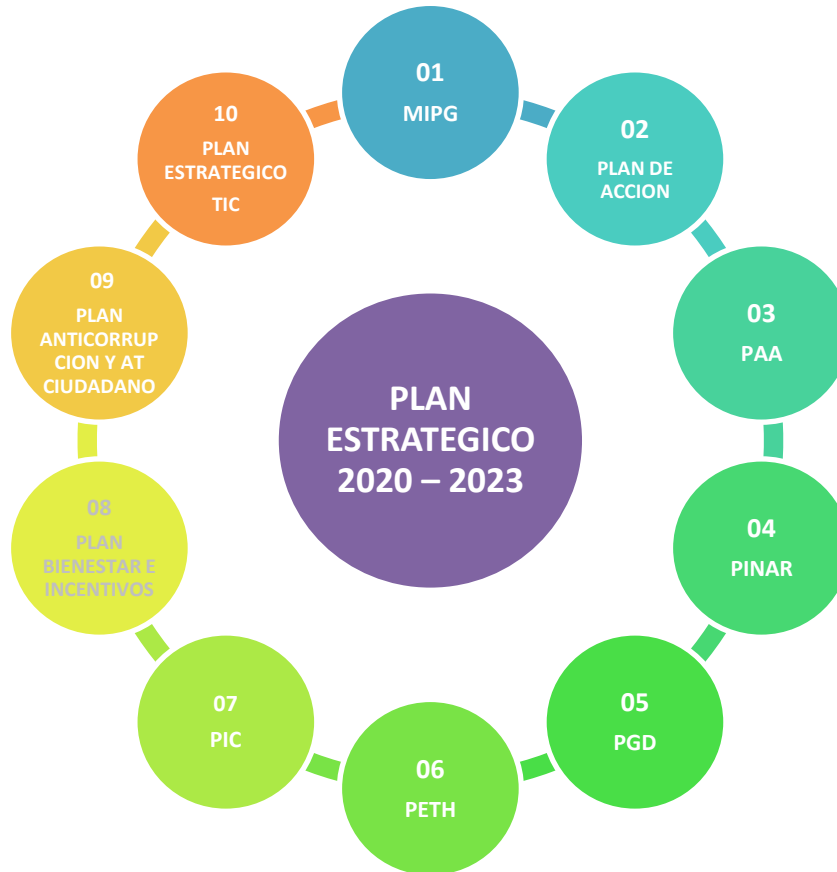 01
MIPG
02
PLAN DE
ACCION
03
PAA
04
PINAR
05
PGD
06
PETH
07
PIC
08
PLAN
BIENESTAR E
INCENTIVOS
09
PLAN
ANTICORRUP
CION Y AT
CIUDADANO
10
PLAN
ESTRATEGICO
TIC
PLAN
ESTRATEGICO
2020 – 2023